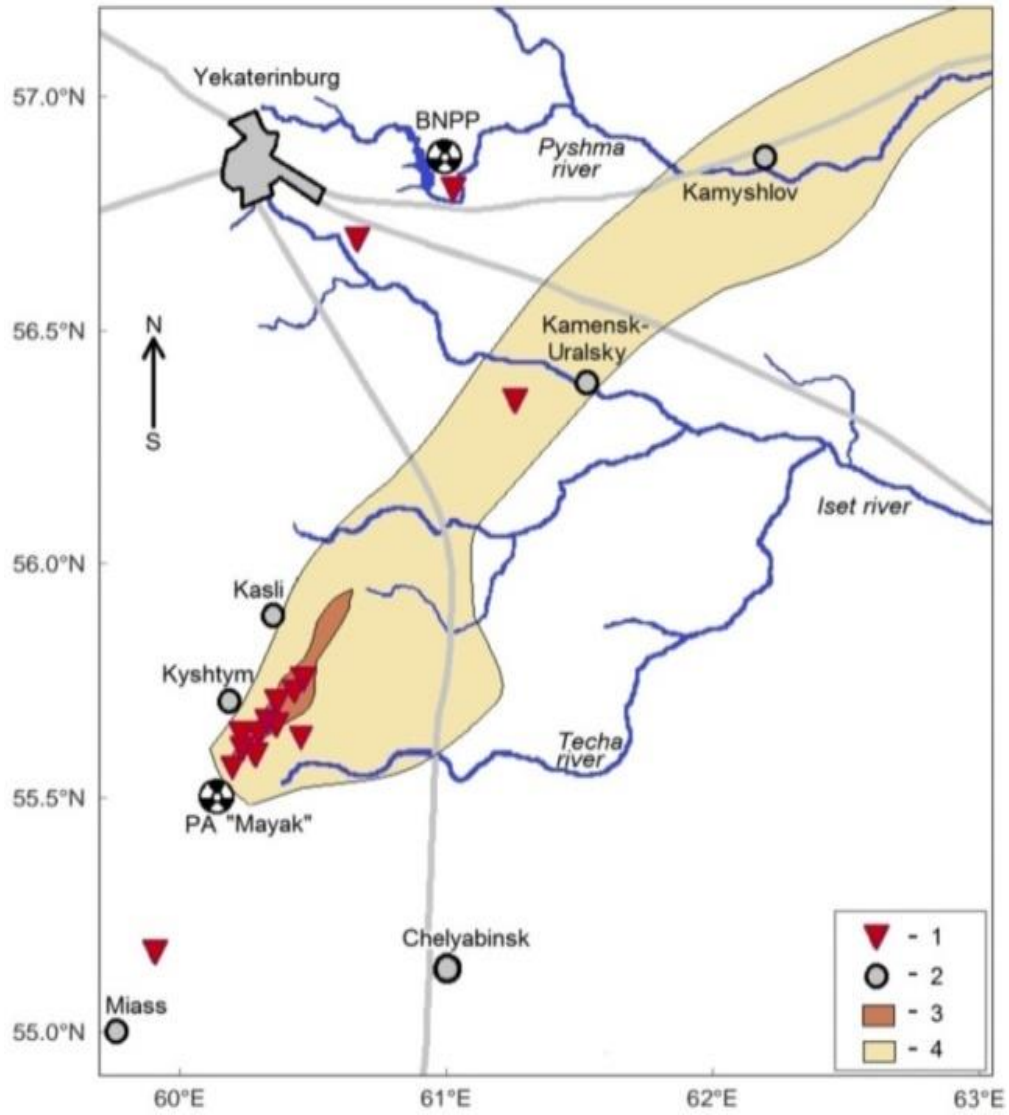 57.0°N
Yekaterinburg
BNPP
Pyshma
river
Kamyshlov
56.5°N
N
S
Kamensk-
Uralsky
Iset river
56.0°N
Kasli
Kyshtym
Techa
river
55.5°N
PA "Mayak"
Chelyabinsk
Miass
55.0°N
- 1
- 2
- 3
- 4
60°E
61°E
62°E
63°E